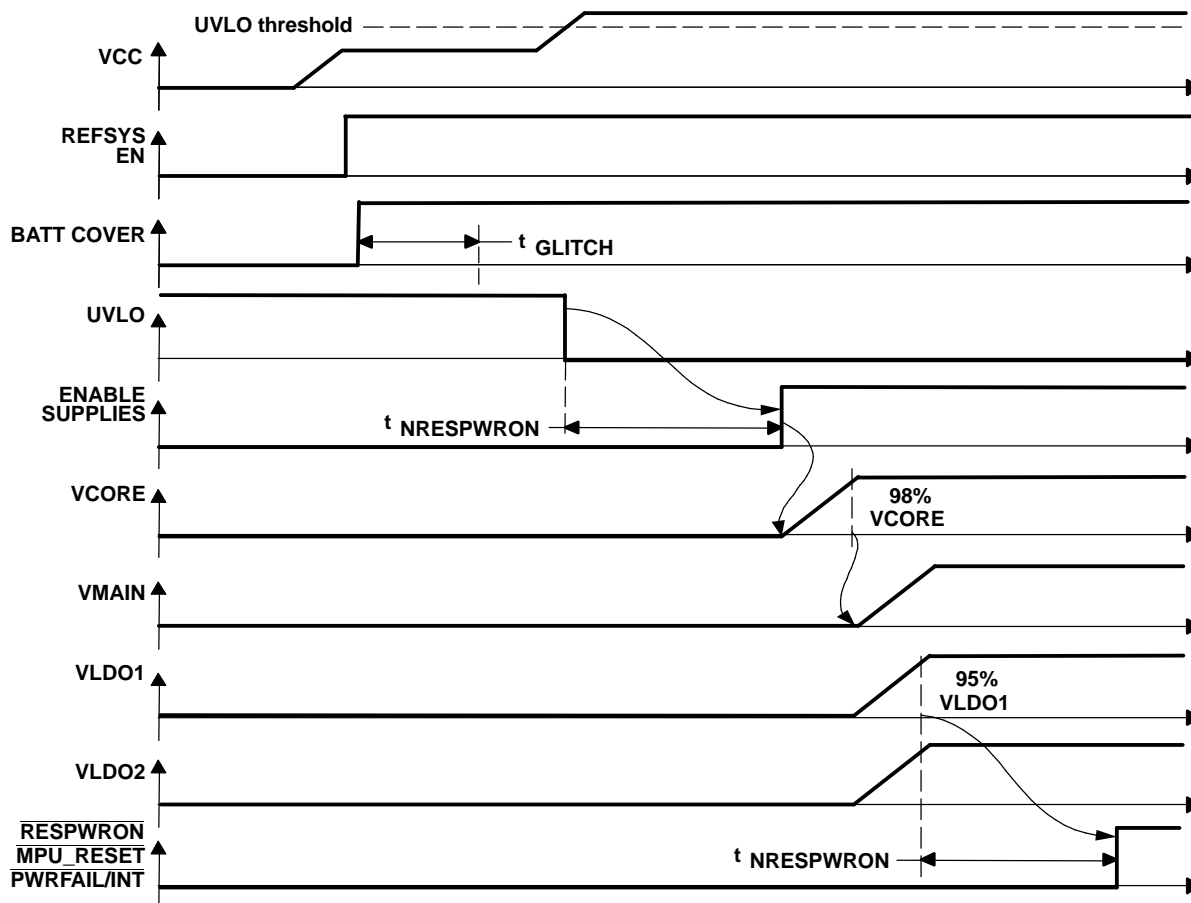 UVLO threshold
VCC
REFSYS
EN
BATT COVER
t GLITCH
UVLO
ENABLE
SUPPLIES
t NRESPWRON
VCORE
98%
VCORE
VMAIN
VLDO1
95%
VLDO1
VLDO2
RESPWRON
MPU_RESET
PWRFAIL/INT
t NRESPWRON